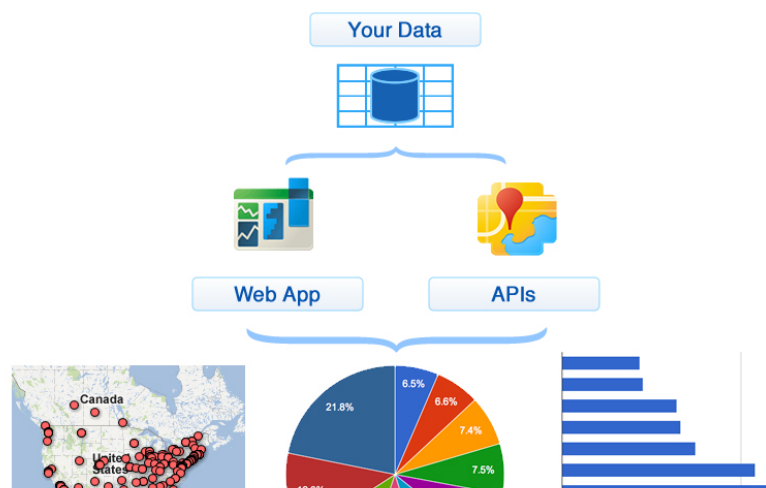 Your Data
Web App
APIs
Canada
United
States
21.8%
6.5%
6.6%
7.4%
7.5%